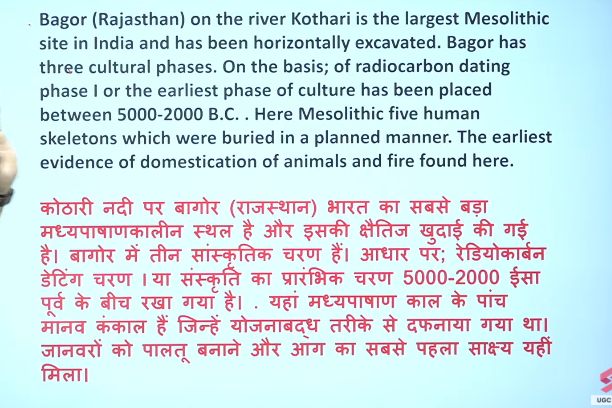 Bagor (Rajasthan) on the river Kothari is the largest Mesolithic
site in India and has been horizontally excavated. Bagor has
three cultural phases. On the basis; of radiocarbon dating
phase I or the earliest phase of culture has been placed
between 5000-2000 B.C. . Here Mesolithic five human
skeletons which were buried in a planned manner. The earliest
evidence of domestication of animals and fire found here.
कोठारी नदी पर बागोर (राजस्थान) भारत का सबसे बड़ा
मध्यपाषाणकालीन स्थल है और इसकी क्षैतिज खुदाई की गई
है। बागोर में तीन सांस्कृतिक चरण हैं। आधार पर; रेडियोकार्बन
डेटिंग चरण I या संस्कृति का प्रारंभिक चरण 5000-2000 ईसा
पूर्व के बीच रखा गया है। . यहां मध्यपाषाण काल के पांच
मानव कंकाल हैं जिन्हें योजनाबद्ध तरीके से दफनाया गया था।
जानवरों को पालतू बनाने और आग का सबसे पहला साक्ष्य यहीं
मिला।
UGC